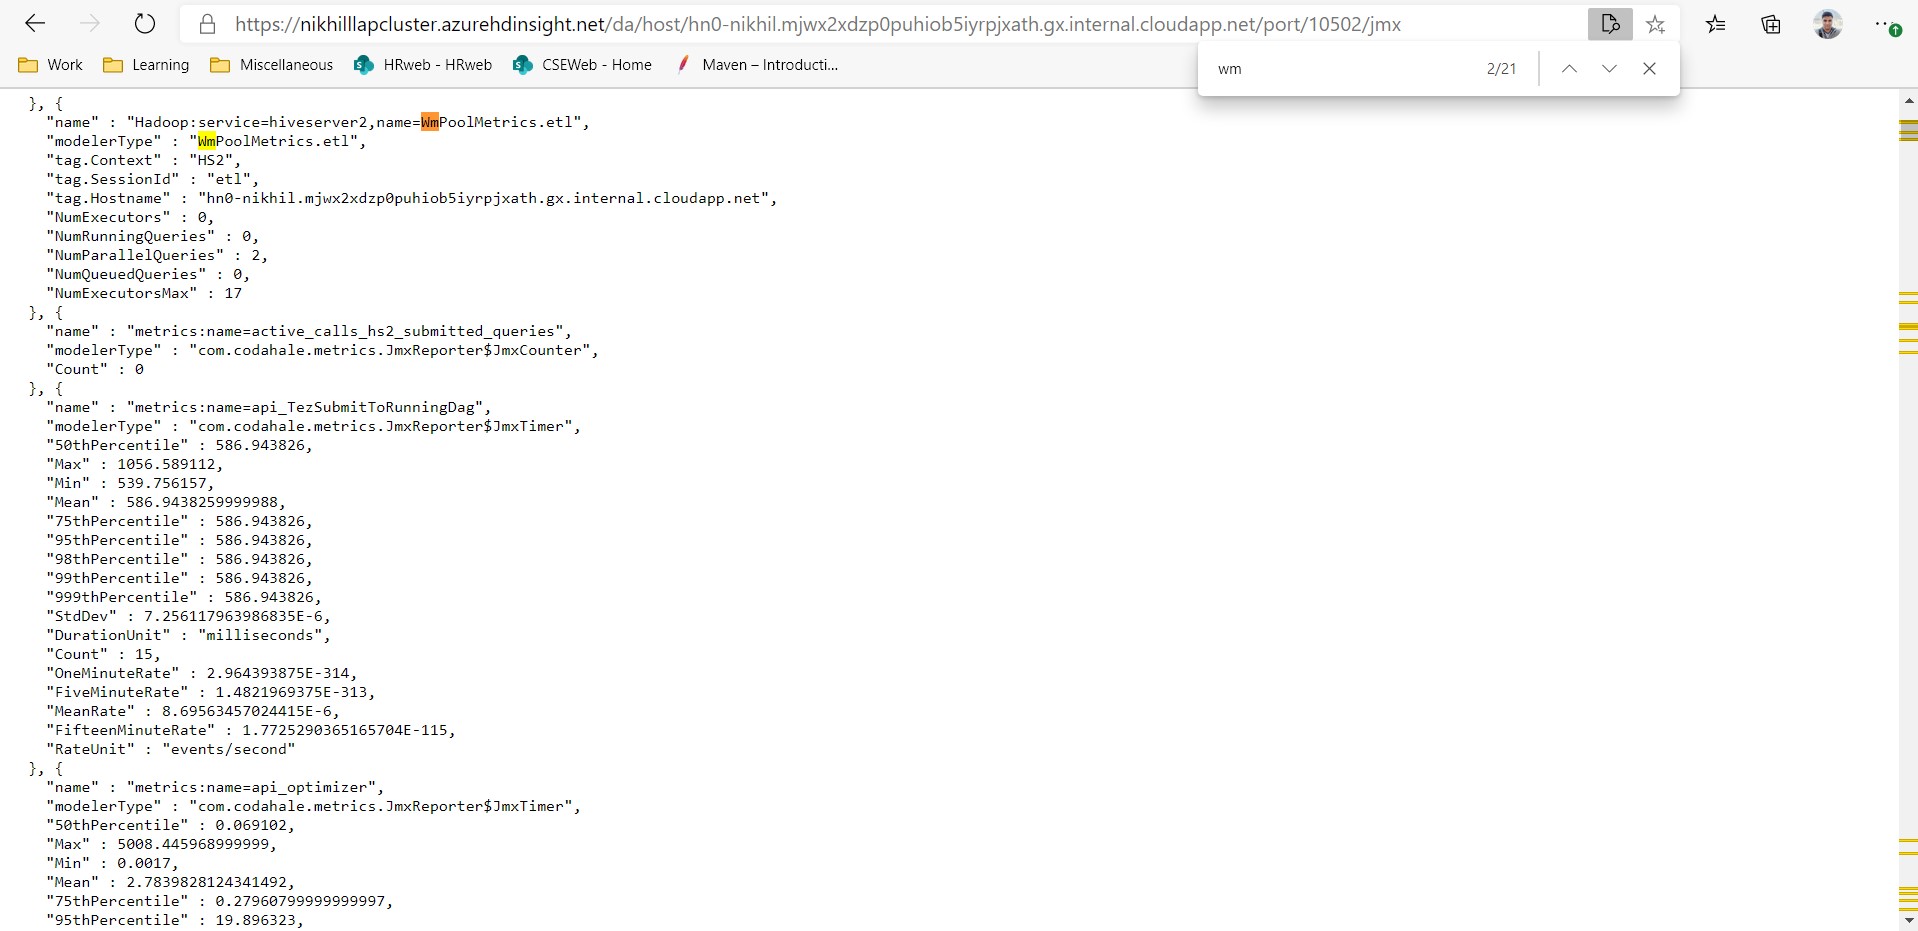 https://nikhilllapcluster.azurehdinsight.net/da/host/hn0-nikhil.mjwx2xdzp0puhiob5iyrpjxath.gx.internal.cloudapp.net/port/10502/jmx
Work Learning Miscellaneous HRweb - HRweb CSEWeb - Home Maven – Introducti...
wm 2/21
}, {
"name" : "Hadoop:service=hiveserver2,name=WmPoolMetrics.etl",
"modelerType" : "WmPoolMetrics.etl",
"tag.Context" : "HS2",
"tag.SessionId" : "etl",
"tag.Hostname" : "hn0-nikhil.mjwx2xdzp0puhiob5iyrpjxath.gx.internal.cloudapp.net",
"NumExecutors" : 0,
"NumRunningQueries" : 0,
"NumParallelQueries" : 2,
"NumQueuedQueries" : 0,
"NumExecutorsMax" : 17
}, {
"name" : "metrics:name=active_calls_hs2_submitted_queries",
"modelerType" : "com.codahale.metrics.JmxReporter$JmxCounter",
"Count" : 0
}, {
"name" : "metrics:name=api_TezSubmitToRunningDag",
"modelerType" : "com.codahale.metrics.JmxReporter$JmxTimer",
"50thPercentile" : 586.943826,
"Max" : 1056.589112,
"Min" : 539.756157,
"Mean" : 586.9438259999988,
"75thPercentile" : 586.943826,
"95thPercentile" : 586.943826,
"98thPercentile" : 586.943826,
"99thPercentile" : 586.943826,
"999thPercentile" : 586.943826,
"StdDev" : 7.256117963986835E-6,
"DurationUnit" : "milliseconds",
"Count" : 15,
"OneMinuteRate" : 2.964393875E-314,
"FiveMinuteRate" : 1.4821969375E-313,
"MeanRate" : 8.69563457024415E-6,
"FifteenMinuteRate" : 1.7725290365165704E-115,
"RateUnit" : "events/second"
}, {
"name" : "metrics:name=api_optimizer",
"modelerType" : "com.codahale.metrics.JmxReporter$JmxTimer",
"50thPercentile" : 0.069102,
"Max" : 5008.445968999999,
"Min" : 0.0017,
"Mean" : 2.7839828124341492,
"75thPercentile" : 0.27960799999999997,
"95thPercentile" : 19.896323,